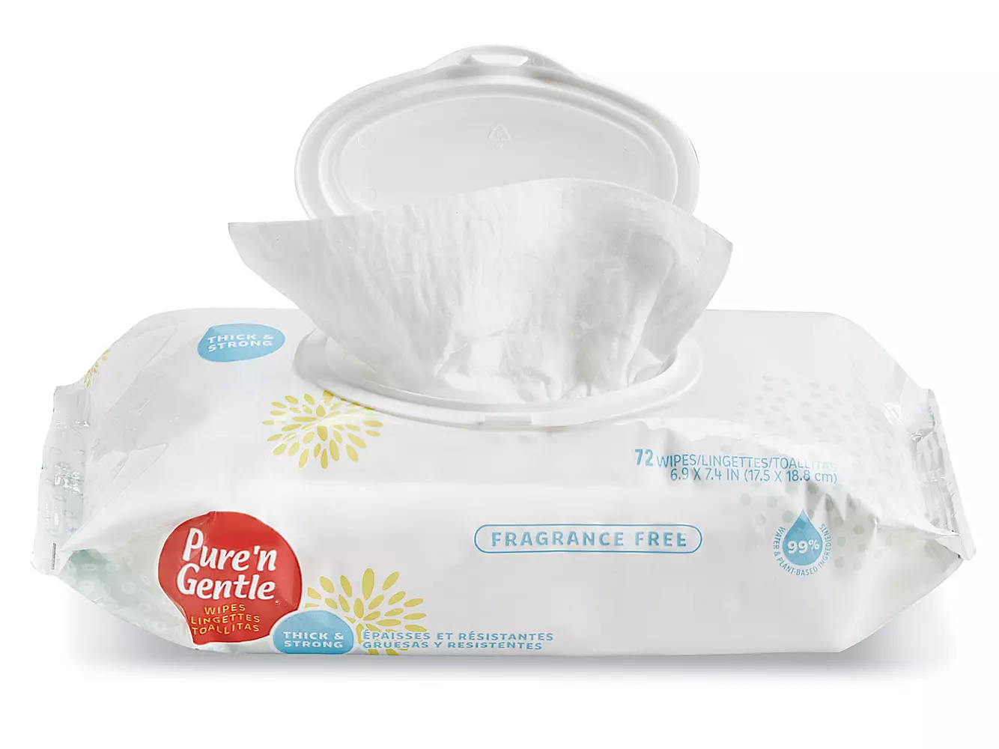 THICK &
STRONG
72 WIPES/LINGETTES/TOALLITAS
6.9 X 7.4 IN (17.5 X 18.8 cm)
FRAGRANCE FREE
99%
WATER & PLANT-BASED INGREDIENTS
Pure'n
Gentle
WIPES
LINGETTES
TOALLITAS
THICK &
STRONG
ÉPAISSES ET RÉSISTANTES
GRUESAS Y RESISTENTES